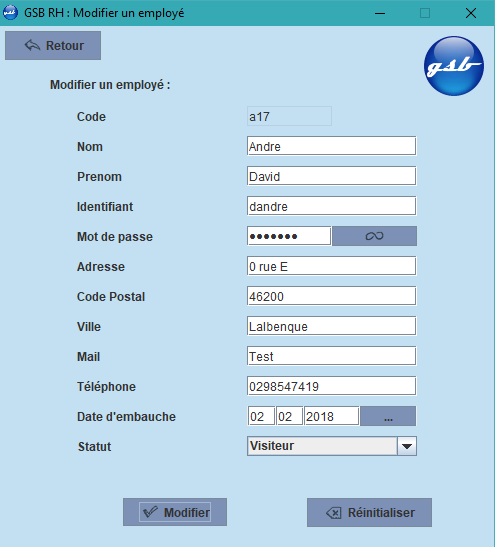 GSB RH : Modifier un employé
Retour
gsb
Modifier un employé :
Code a17
Nom Andre
Prenom David
Identifiant dandre
Mot de passe •••••••
Adresse 0 rue E
Code Postal 46200
Ville Lalbenque
Mail Test
Téléphone 0298547419
Date d'embauche 02 02 2018 ...
Statut Visiteur
Modifier Réinitialiser